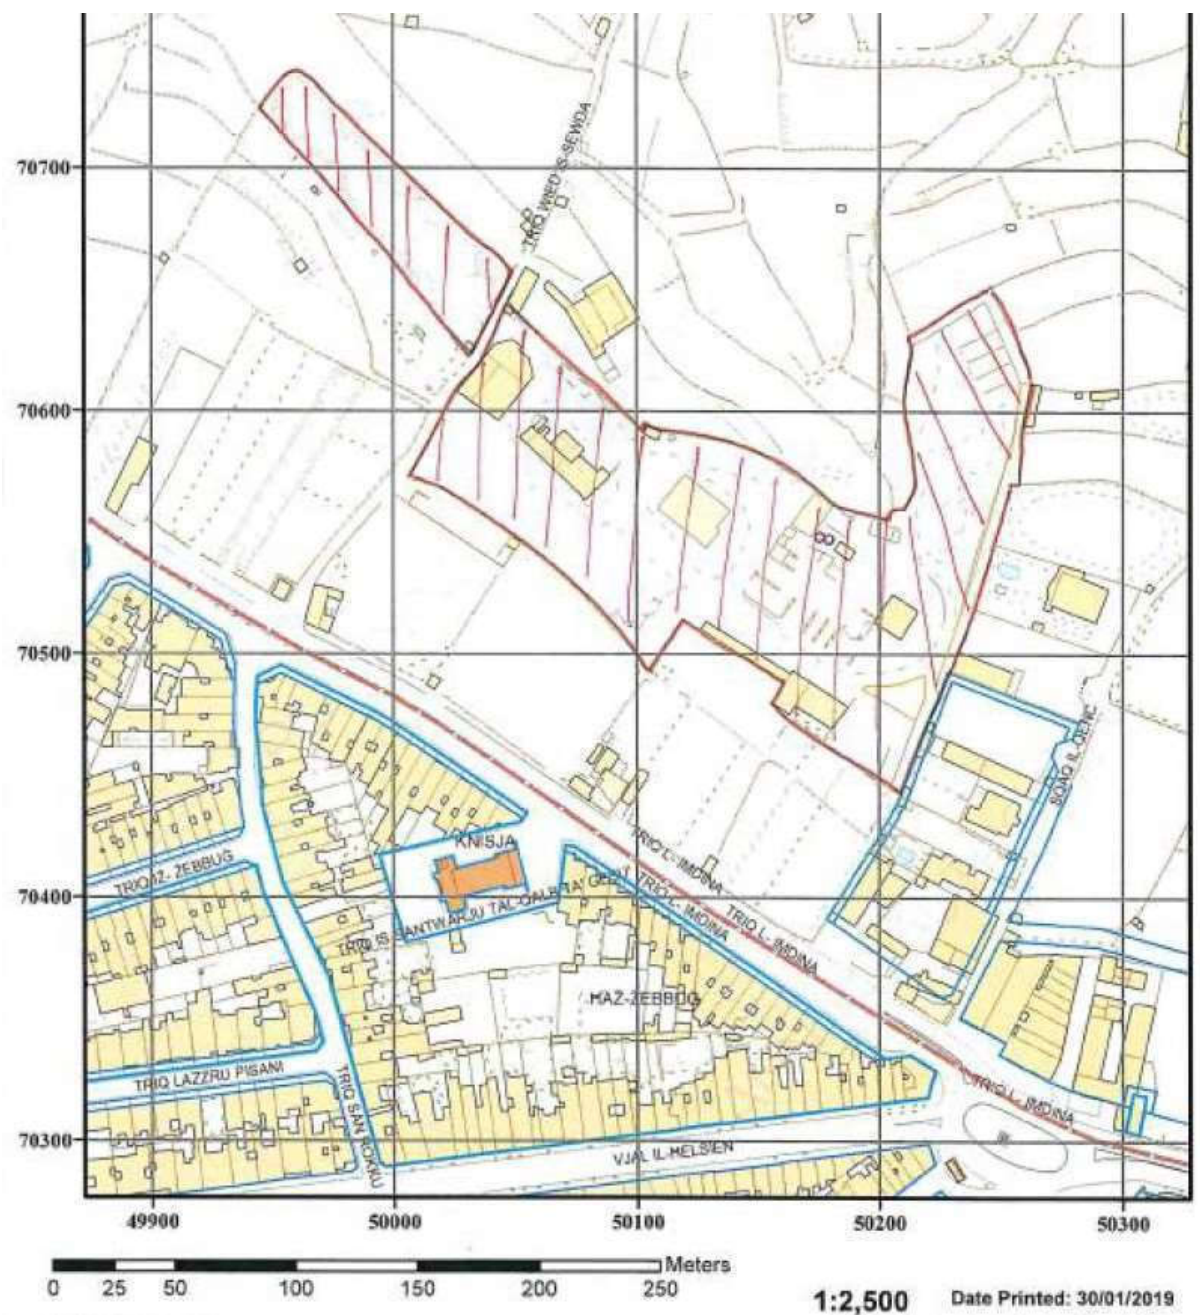 TRIQ WIED IS-SEWDA
70700
70600
70500
SQAQ IL-QENC
KNISJA
TRIQ L- IMDINA
TRIQ IZ- ZEBBUG
TRIQ L- IMDINA
TRIQ L- IMDINA
70400
TRIQ IS- SANTWARJU TAL-QALB TA' GESU'
HAZ-ZEBBUG
TRIQ LAZZRU PISANI
TRIQ SAN ROKKU
TRIQ L- IMDINA
70300
VJAL IL-HELSIEN
49900 50000 50100 50200 50300
Meters
0 25 50 100 150 200 250
1:2,500 Date Printed: 30/01/2019